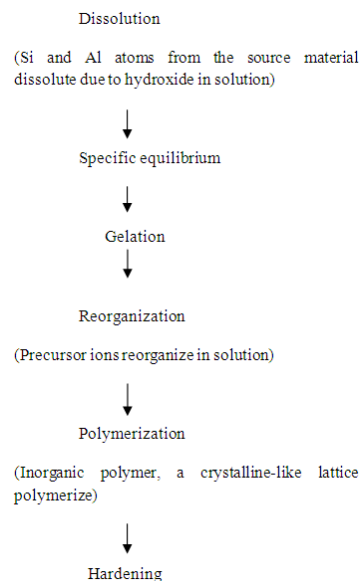 Dissolution
(Si and Al atoms from the source material
dissolute due to hydroxide in solution)
Specific equilibrium
Gelation
Reorganization
(Precursor ions reorganize in solution)
Polymerization
(Inorganic polymer, a crystalline-like lattice
polymerize)
Hardening